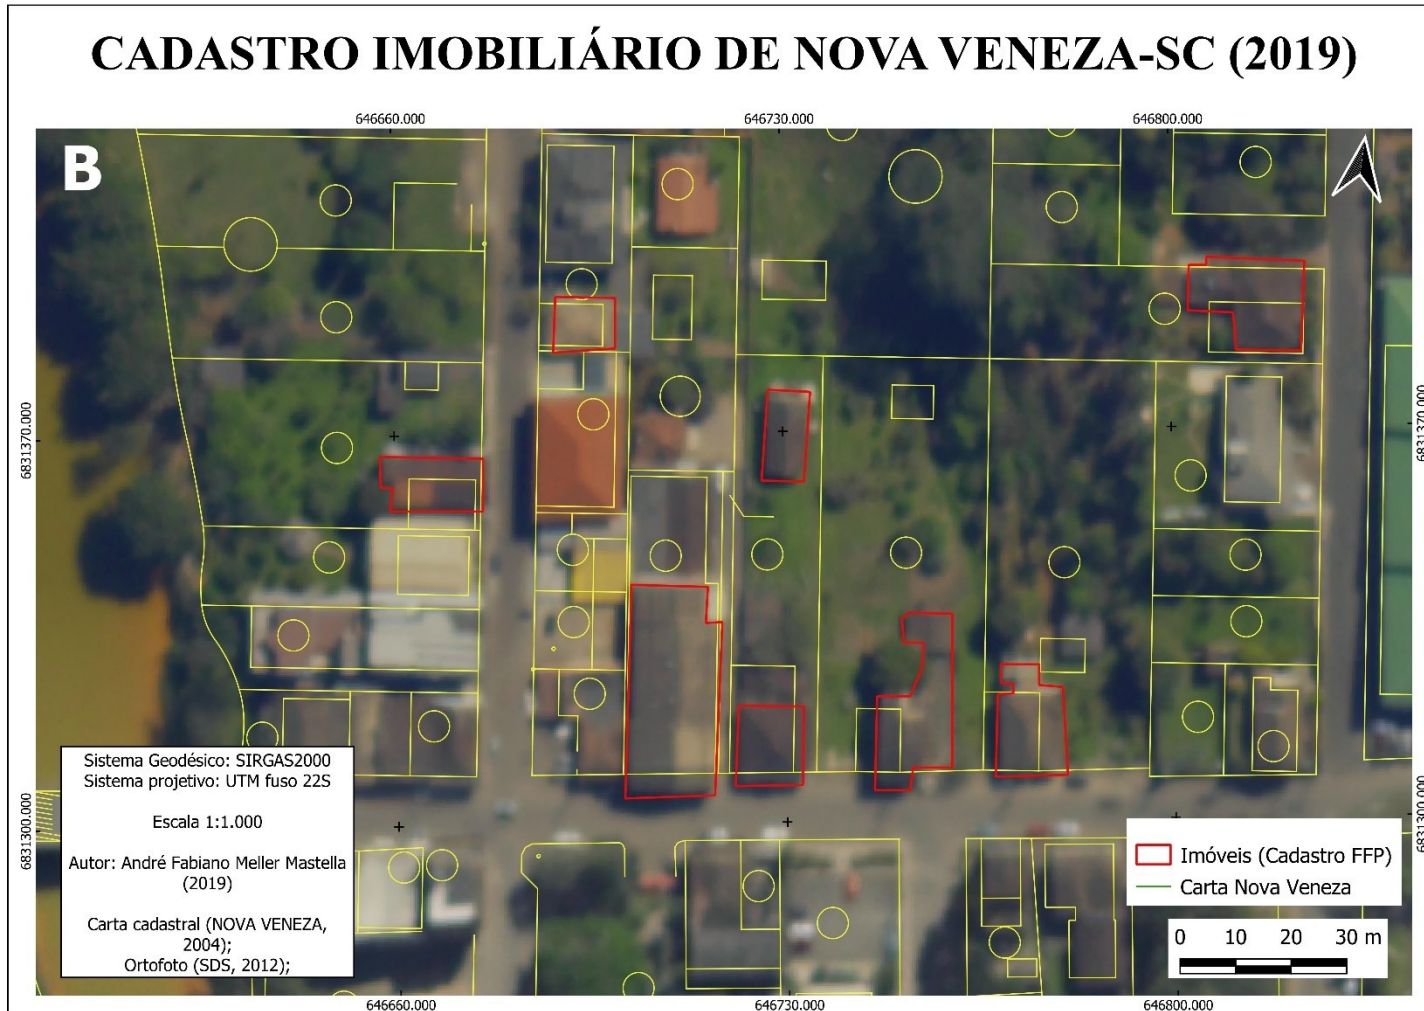 CADASTRO IMOBILIÁRIO DE NOVA VENEZA-SC (2019)
646660.000
646730.000
646800.000
B
6831370.000
6831370.000
6831300.000
6831300.000
Sistema Geodésico: SIRGAS2000
Sistema projetivo: UTM fuso 22S
Escala 1:1.000
Autor: André Fabiano Meller Mastella
(2019)
Carta cadastral (NOVA VENEZA,
2004);
Ortofoto (SDS, 2012);
Imóveis (Cadastro FFP)
Carta Nova Veneza
0 10 20 30 m
646660.000
646730.000
646800.000